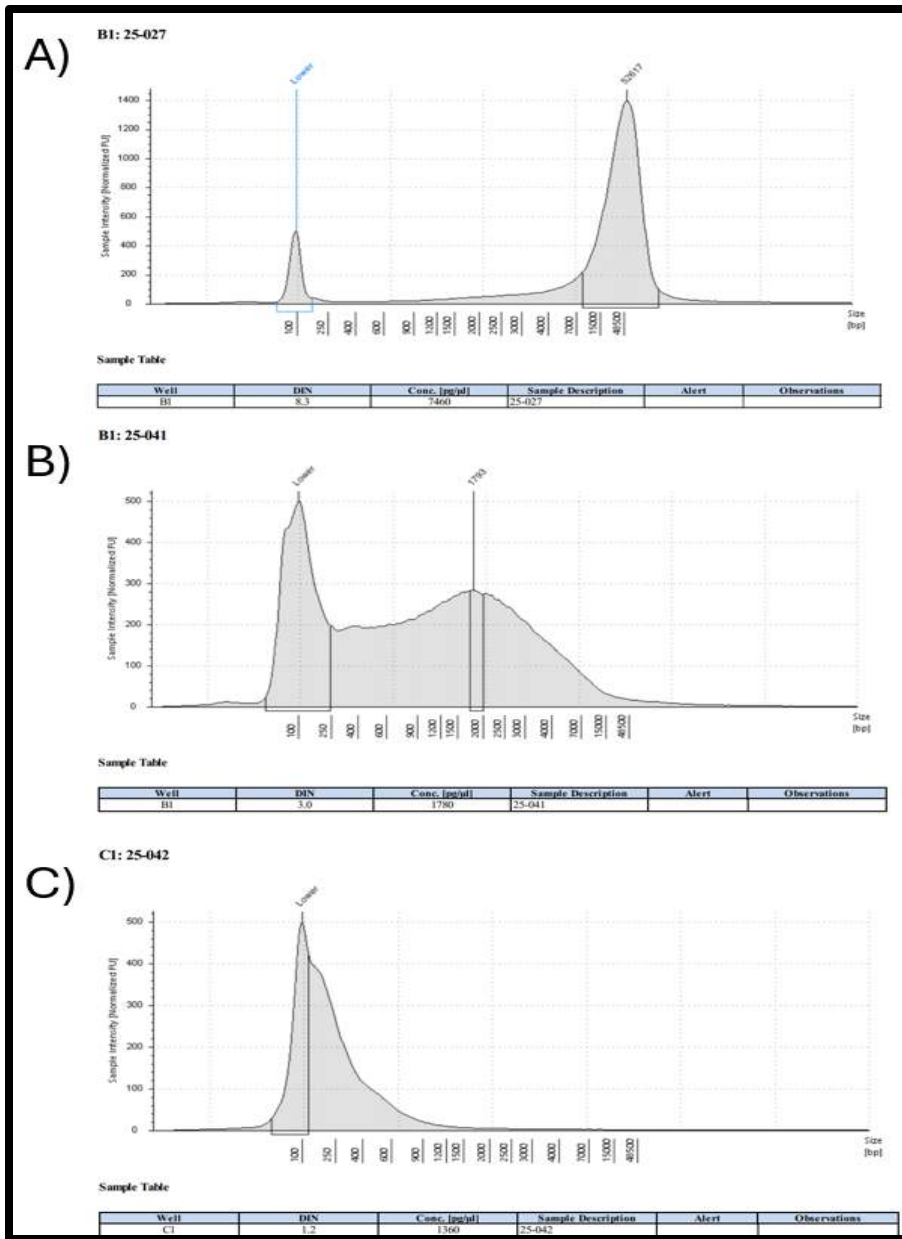 A)
B1: 25-027
Lower
52617
Sample Intensity [Normalized FU]
1400
1200
1000
800
600
400
200
0
100 250 400 600 900 1200 1500 2000 2500 3000 4000 7000 15000 48500
Size
[bp]
Sample Table
Well DIN Conc. [pg/µl] Sample Description Alert Observations
B1 8.3 7460 25-027
B)
B1: 25-041
Lower
1793
Sample Intensity [Normalized FU]
500
400
300
200
100
0
100 250 400 600 900 1200 1500 2000 2500 3000 4000 7000 15000 48500
Size
[bp]
Sample Table
Well DIN Conc. [pg/µl] Sample Description Alert Observations
B1 3.0 1780 25-041
C)
C1: 25-042
Lower
Sample Intensity [Normalized FU]
500
400
300
200
100
0
100 250 400 600 900 1200 1500 2000 2500 3000 4000 7000 15000 48500
Size
[bp]
Sample Table
Well DIN Conc. [pg/µl] Sample Description Alert Observations
C1 1.2 1360 25-042